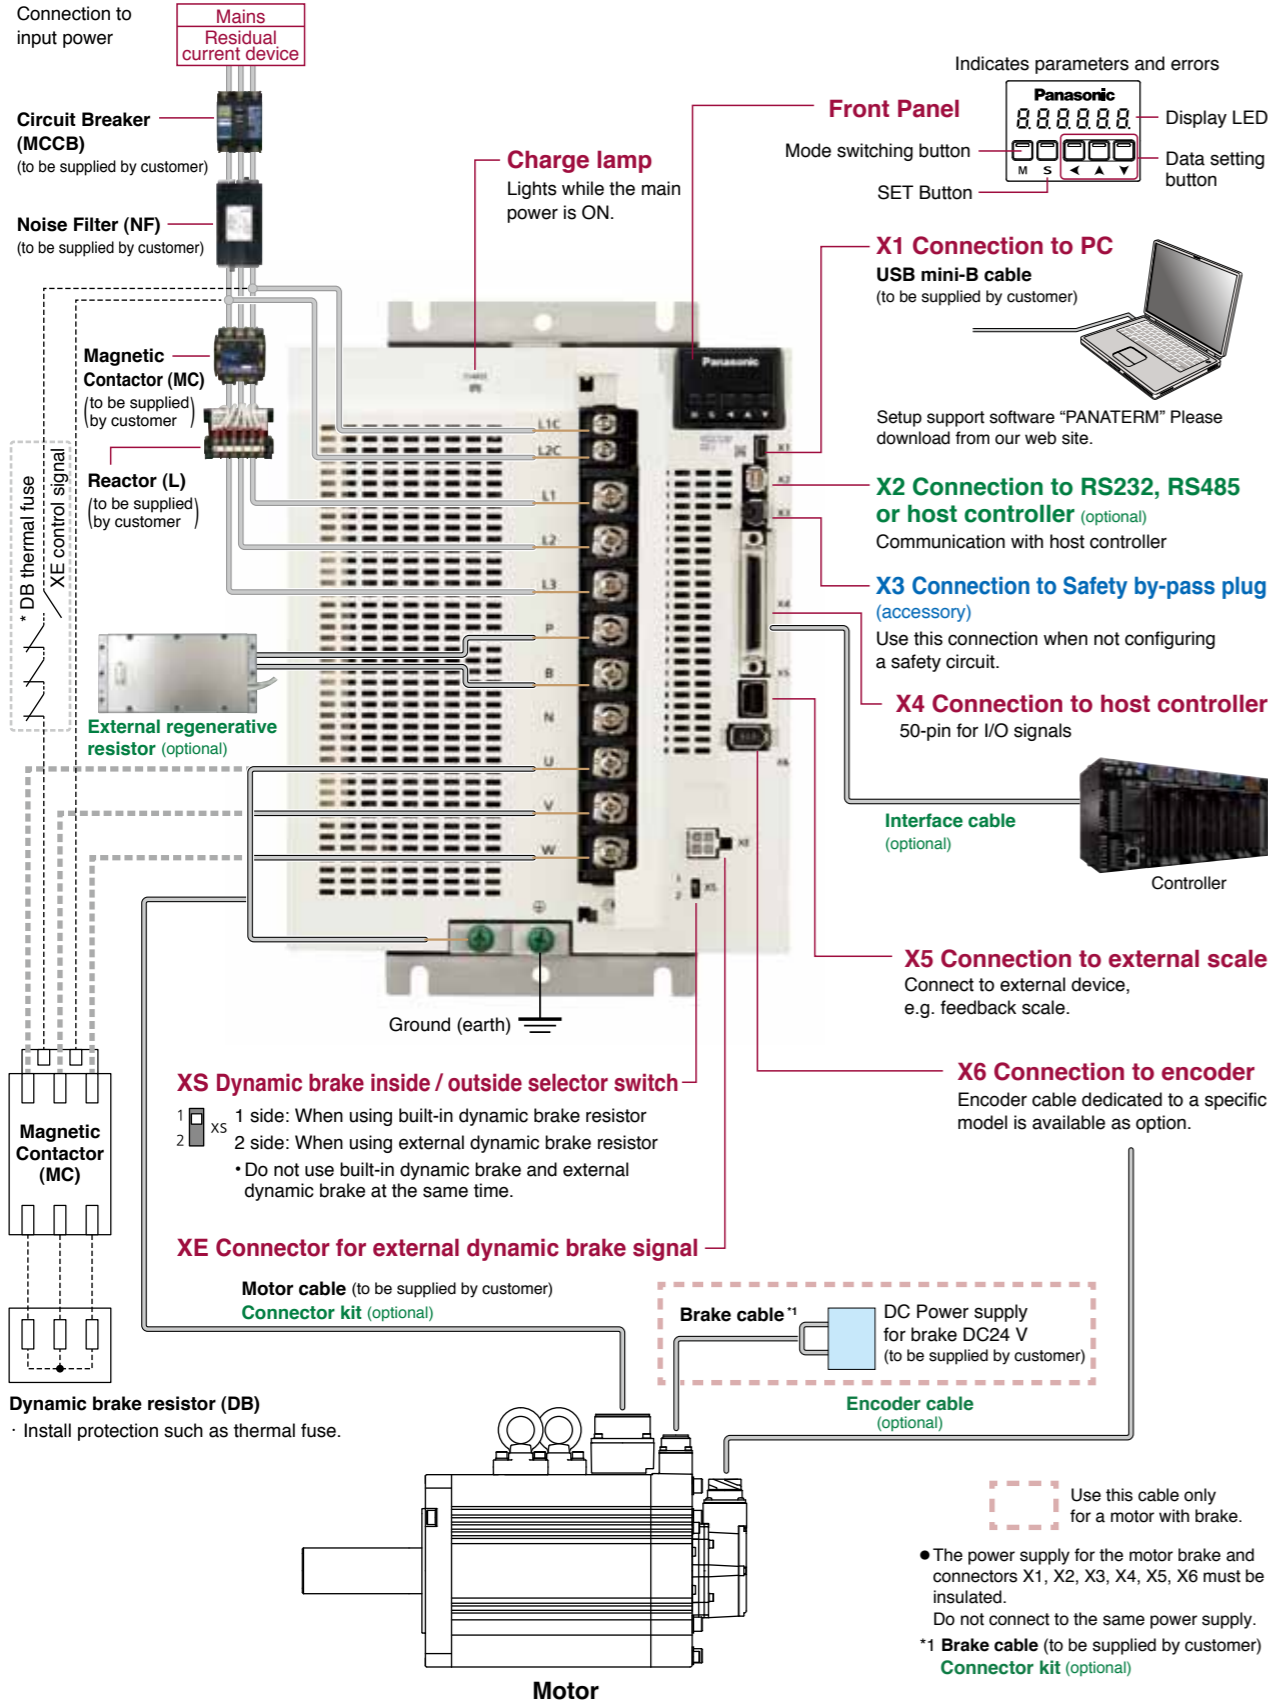 Connection to
input power
Mains
Residual
current device
Circuit Breaker
(MCCB)
(to be supplied by customer)
Noise Filter (NF)
(to be supplied by customer)
Magnetic
Contactor (MC)
(to be supplied
by customer)
Reactor (L)
(to be supplied
by customer)
* DB thermal fuse
XE control signal
External regenerative
resistor (optional)
Charge lamp
Lights while the main
power is ON.
Indicates parameters and errors
Front Panel
Panasonic
8.8.8.8.8.8.
Display LED
Mode switching button
M S ◀ ▲ ▼
Data setting
button
SET Button
X1 Connection to PC
USB mini-B cable
(to be supplied by customer)
Setup support software “PANATERM” Please
download from our web site.
X2 Connection to RS232, RS485
or host controller (optional)
Communication with host controller
X3 Connection to Safety by-pass plug
(accessory)
Use this connection when not configuring
a safety circuit.
X4 Connection to host controller
50-pin for I/O signals
Interface cable
(optional)
Controller
X5 Connection to external scale
Connect to external device,
e.g. feedback scale.
X6 Connection to encoder
Encoder cable dedicated to a specific
model is available as option.
Panasonic
M S ◀ ▲ ▼
L1C
L2C
L1
L2
L3
P
B
N
U
V
W
X1
X2
X3
X4
X5
X6
XE
1
2
XS
Ground (earth)
XS Dynamic brake inside / outside selector switch
1
2
XS
1 side: When using built-in dynamic brake resistor
2 side: When using external dynamic brake resistor
• Do not use built-in dynamic brake and external
dynamic brake at the same time.
XE Connector for external dynamic brake signal
Magnetic
Contactor
(MC)
Dynamic brake resistor (DB)
· Install protection such as thermal fuse.
Motor cable (to be supplied by customer)
Connector kit (optional)
Brake cable *1
DC Power supply
for brake DC24 V
(to be supplied by customer)
Encoder cable
(optional)
Use this cable only
for a motor with brake.
● The power supply for the motor brake and
connectors X1, X2, X3, X4, X5, X6 must be
insulated.
Do not connect to the same power supply.
*1 Brake cable (to be supplied by customer)
Connector kit (optional)
Motor